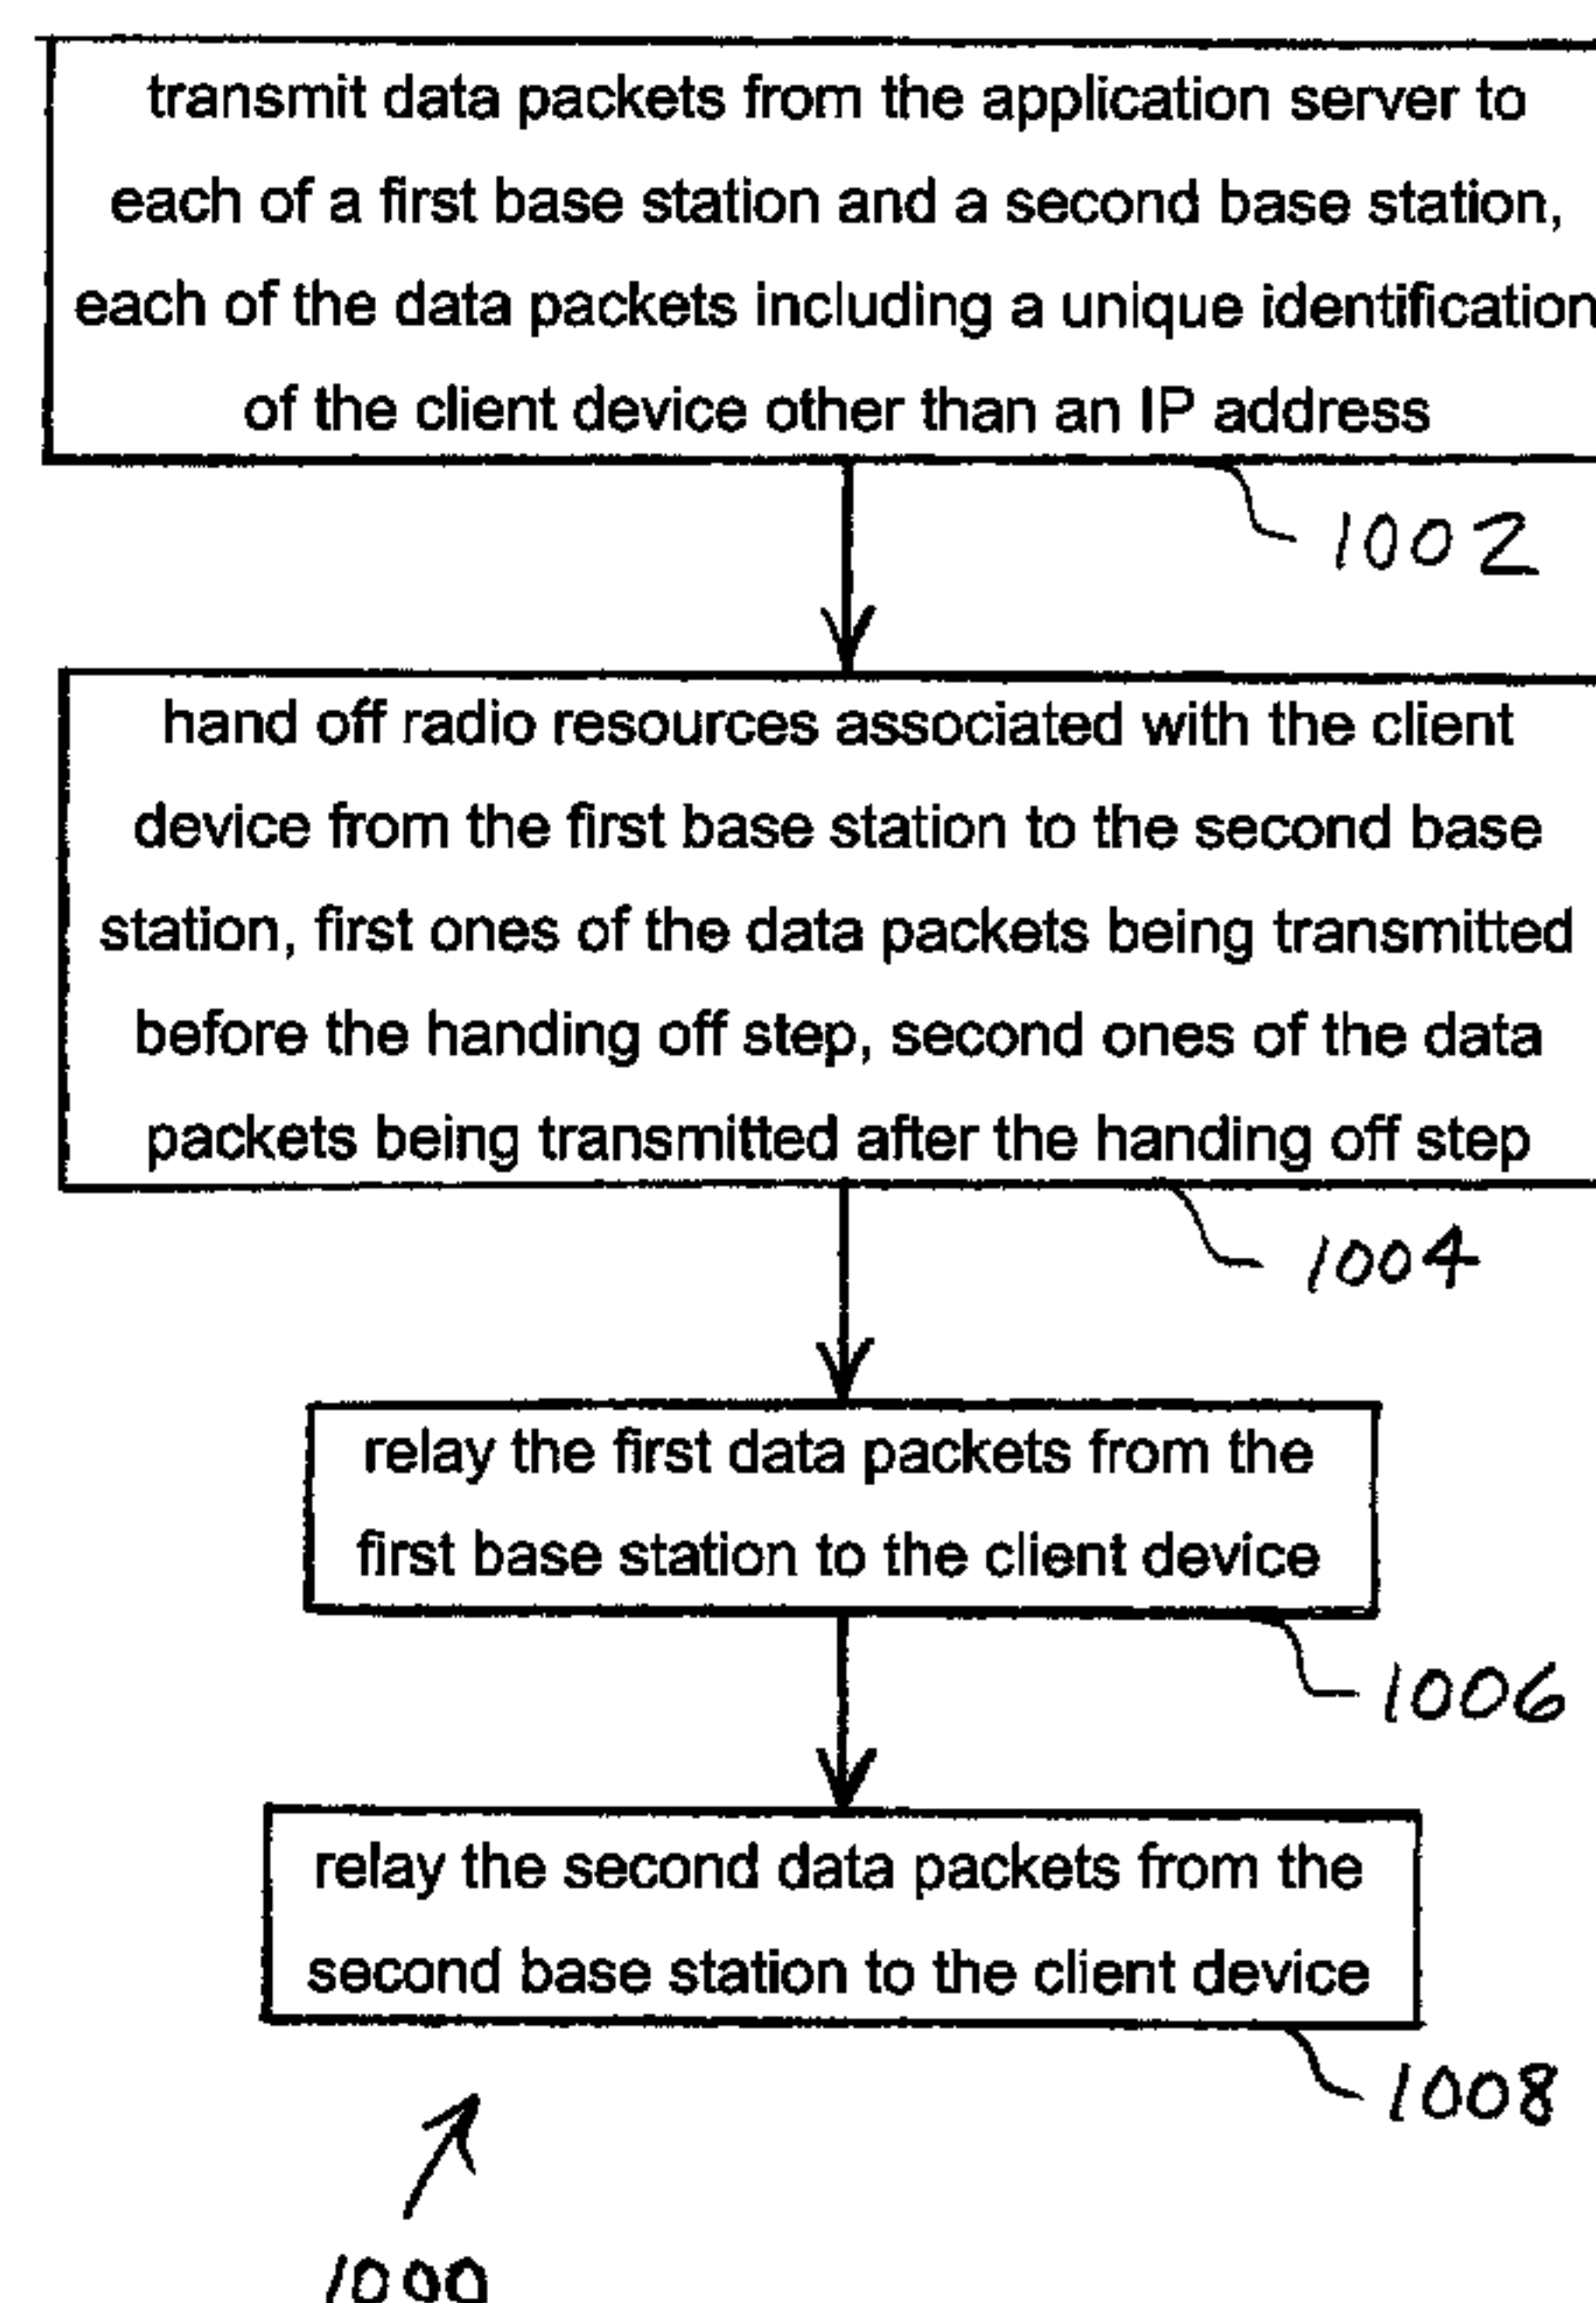 transmit data packets from the application server to
each of a first base station and a second base station,
each of the data packets including a unique identification
of the client device other than an IP address
1002
hand off radio resources associated with the client
device from the first base station to the second base
station, first ones of the data packets being transmitted
before the handing off step, second ones of the data
packets being transmitted after the handing off step
1004
relay the first data packets from the
first base station to the client device
1006
relay the second data packets from the
second base station to the client device
1008
1000